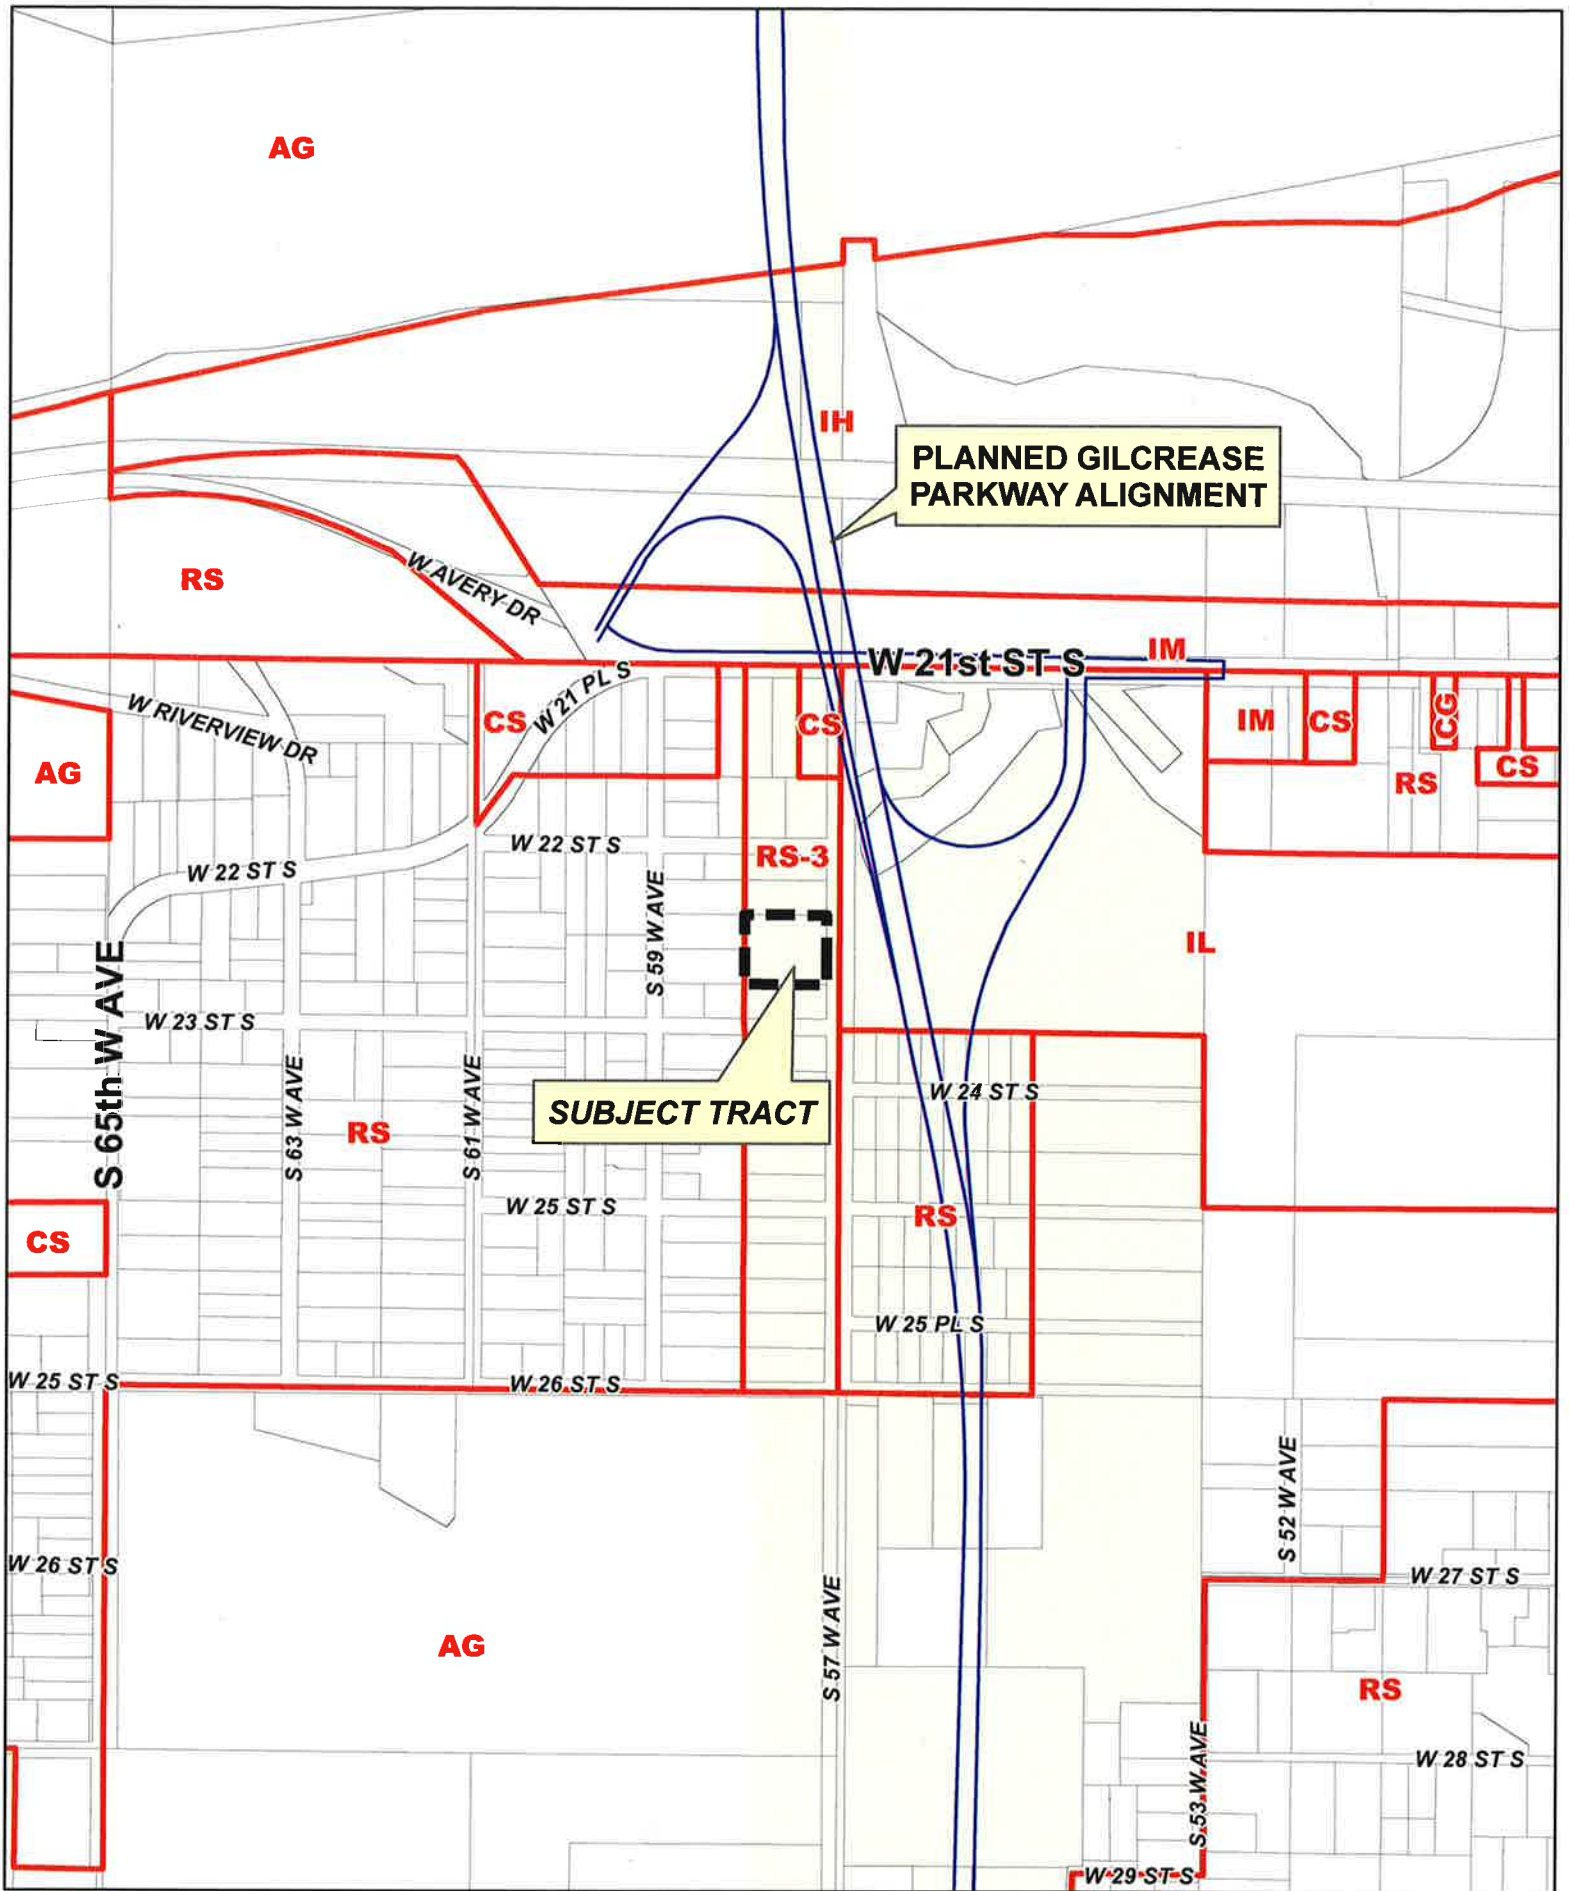 AG
IH
PLANNED GILCREASE
PARKWAY ALIGNMENT
RS
W AVERY DR
W 21st ST S
IM
W 21 PL S
W RIVERVIEW DR
CS
CS
IM
CS
CG
CS
AG
RS
W 22 ST S
RS-3
W 22 ST S
S 59 W AVE
IL
S 65th W AVE
W 23 ST S
S 63 W AVE
S 61 W AVE
W 24 ST S
SUBJECT TRACT
RS
W 25 ST S
RS
CS
W 25 PL S
W 25 ST S
W 26 ST S
S 52 W AVE
W 26 ST S
W 27 ST S
S 57 W AVE
AG
RS
S 53 W AVE
W 28 ST S
W 29 ST S